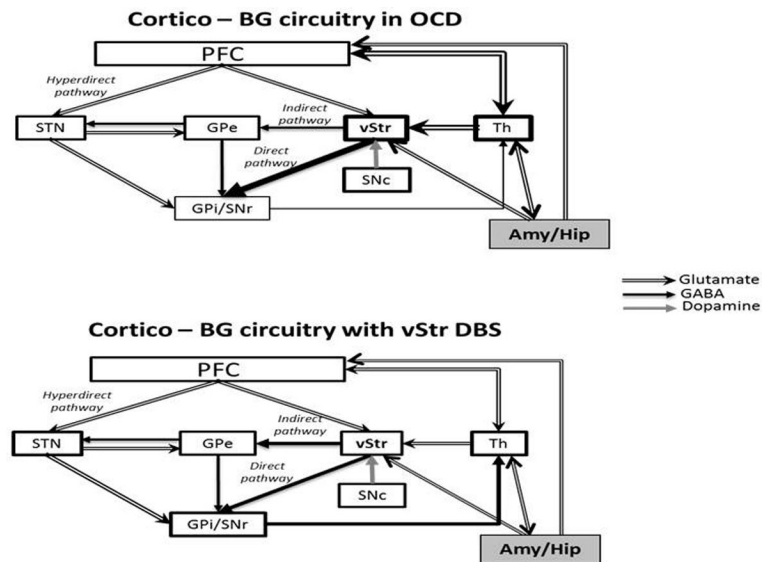 Cortico – BG circuitry in OCD
PFC
Hyperdirect
pathway
Indirect
pathway
STN
GPe
vStr
Th
Direct
pathway
SNc
GPi/SNr
Amy/Hip
Glutamate
GABA
Dopamine
Cortico – BG circuitry with vStr DBS
PFC
Hyperdirect
pathway
Indirect
pathway
STN
GPe
vStr
Th
Direct
pathway
SNc
GPi/SNr
Amy/Hip